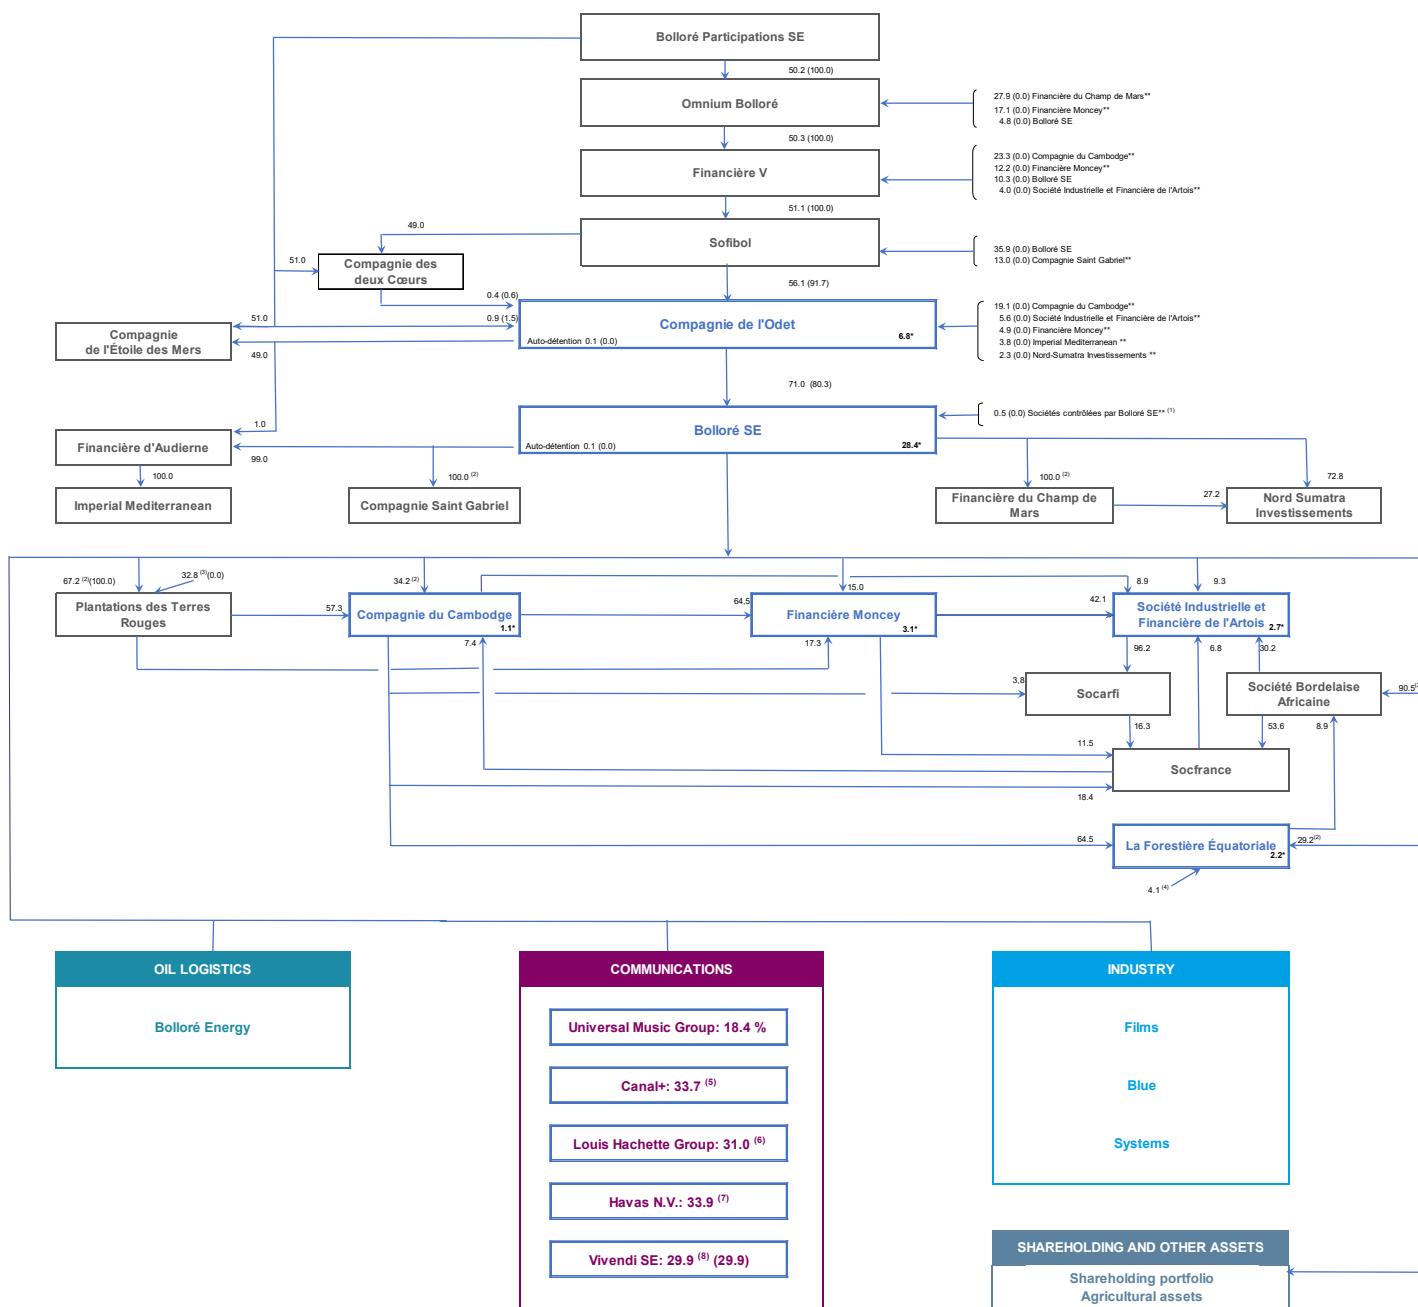 Bolloré Participations SE
50.2 (100.0)
Omnium Bolloré
27.9 (0.0) Financière du Champ de Mars**
17.1 (0.0) Financière Moncey**
4.8 (0.0) Bolloré SE
50.3 (100.0)
Financière V
23.3 (0.0) Compagnie du Cambodge**
12.2 (0.0) Financière Moncey**
10.3 (0.0) Bolloré SE
4.0 (0.0) Société Industrielle et Financière de l'Artois**
51.1 (100.0)
49.0
Sofibol
35.9 (0.0) Bolloré SE
13.0 (0.0) Compagnie Saint Gabriel**
51.0
Compagnie des
deux Cœurs
56.1 (91.7)
0.4 (0.6)
51.0
0.9 (1.5)
Compagnie
de l'Étoile des Mers
49.0
Compagnie de l'Odet
6.8*
Auto-détention 0.1 (0.0)
19.1 (0.0) Compagnie du Cambodge**
5.6 (0.0) Société Industrielle et Financière de l'Artois**
4.9 (0.0) Financière Moncey**
3.8 (0.0) Imperial Mediterranean **
2.3 (0.0) Nord-Sumatra Investissements **
71.0 (80.3)
1.0
Financière d'Audierne
99.0
Bolloré SE
Auto-détention 0.1 (0.0)
28.4*
0.5 (0.0) Sociétés contrôlées par Bolloré SE** (1)
100.0
100.0 (2)
100.0 (2)
72.8
Imperial Mediterranean
Compagnie Saint Gabriel
Financière du Champ de
Mars
27.2
Nord Sumatra
Investissements
67.2 (2)(100.0)
32.8 (3)(0.0)
34.2 (2)
15.0
8.9
9.3
Plantations des Terres
Rouges
57.3
Compagnie du Cambodge
1.1*
64,5
Financière Moncey
3.1*
42.1
Société Industrielle et
Financière de l'Artois
2.7*
7.4
17.3
96.2
6.8
30.2
3,8
Socarfi
Société Bordelaise
Africaine
90.5(2
16.3
53.6
8.9
11.5
Socfrance
18.4
64.5
La Forestière Équatoriale
2.2*
29.2(2)
4.1 (4)
OIL LOGISTICS
Bolloré Energy
COMMUNICATIONS
Universal Music Group: 18.4 %
Canal+: 33.7 (5)
Louis Hachette Group: 31.0 (6)
Havas N.V.: 33.9 (7)
Vivendi SE: 29.9 (8) (29.9)
INDUSTRY
Films
Blue
Systems
SHAREHOLDING AND OTHER ASSETS
Shareholding portfolio
Agricultural assets